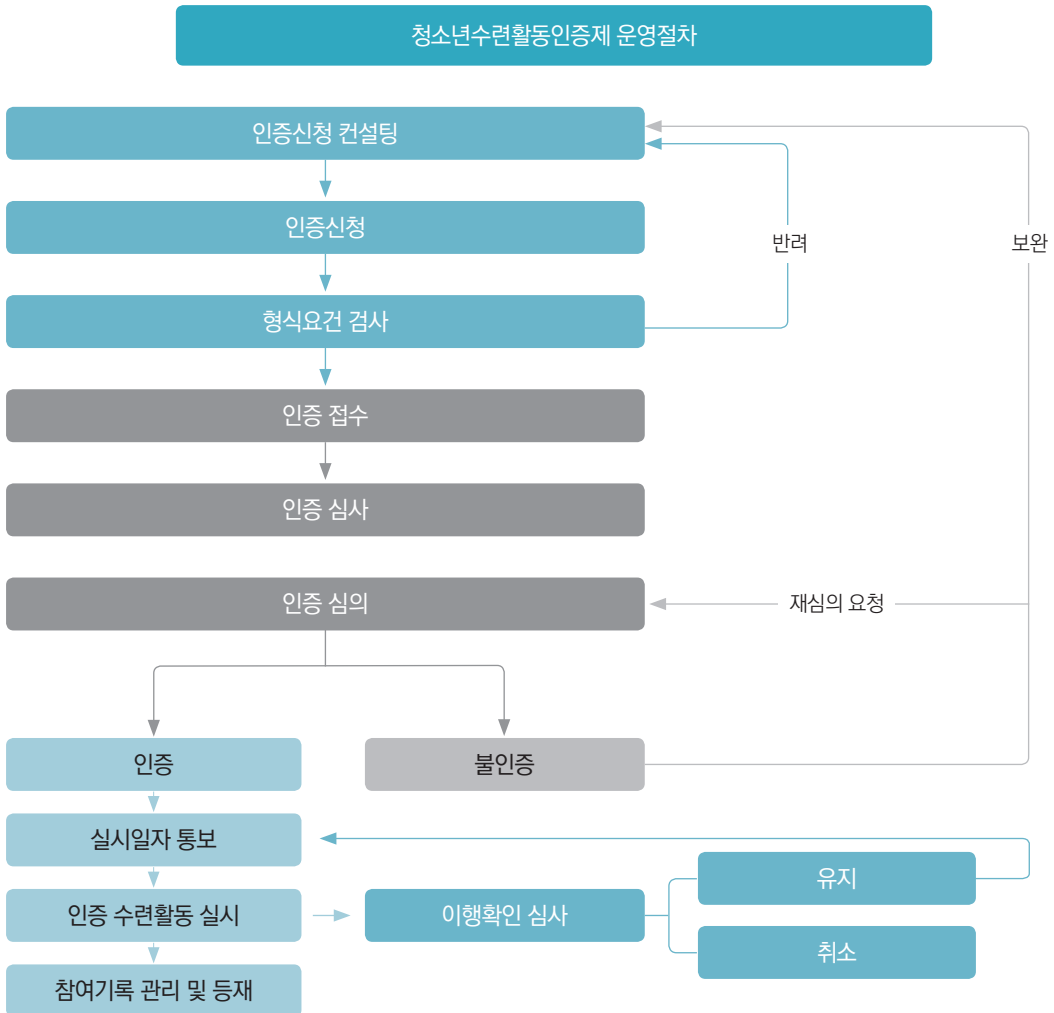 청소년수련활동인증제 운영절차
인증신청 컨설팅
인증신청
반려
보완
형식요건 검사
인증 접수
인증 심사
인증 심의
재심의 요청
인증
불인증
실시일자 통보
유지
인증 수련활동 실시
이행확인 심사
취소
참여기록 관리 및 등재